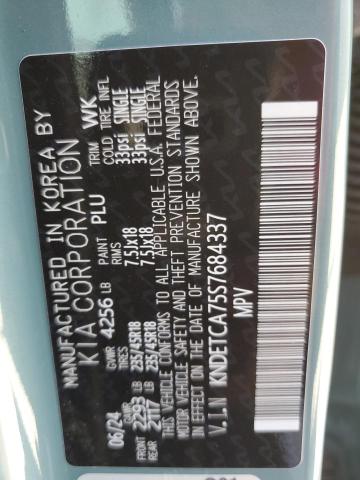 MANUFACTURED IN KOREA BY
KIA CORPORATION
06/24 GVWR 4256 LB PAINT PLU TRIM WK
GAWR TIRES RIMS COLD TIRE INFL
FRONT 2293 LB 235/45R18 7.5Jx18 33psi SINGLE
REAR 2117 LB 235/45R18 7.5Jx18 33psi SINGLE
THIS VEHICLE CONFORMS TO ALL APPLICABLE U.S.A. FEDERAL
MOTOR VEHICLE SAFETY AND THEFT PREVENTION STANDARDS
IN EFFECT ON THE DATE OF MANUFACTURE SHOWN ABOVE.
V.I.N KNDETCA75S7684337
MPV